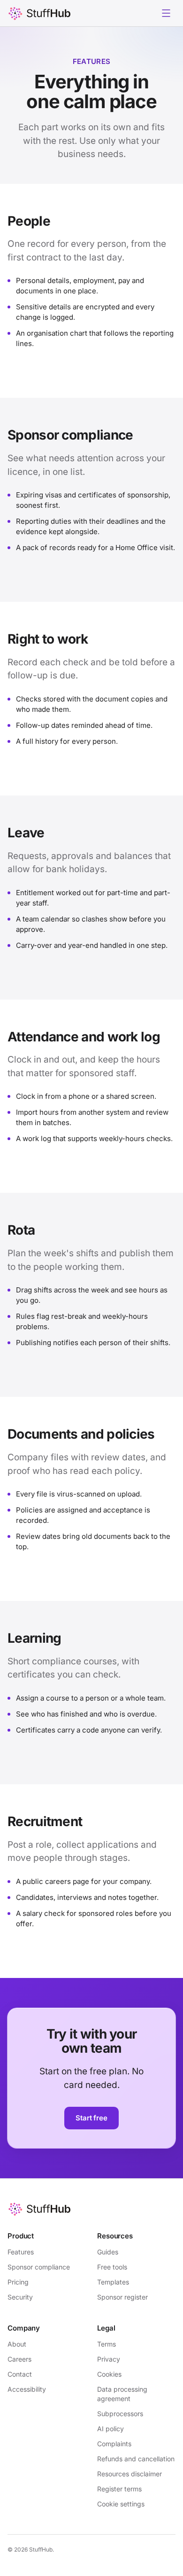 StuffHub
FEATURES
Everything in
one calm place
Each part works on its own and fits
with the rest. Use only what your
business needs.
People
One record for every person, from the
first contract to the last day.
Personal details, employment, pay and
documents in one place.
Sensitive details are encrypted and every
change is logged.
An organisation chart that follows the reporting
lines.
Sponsor compliance
See what needs attention across your
licence, in one list.
Expiring visas and certificates of sponsorship,
soonest first.
Reporting duties with their deadlines and the
evidence kept alongside.
A pack of records ready for a Home Office visit.
Right to work
Record each check and be told before a
follow-up is due.
Checks stored with the document copies and
who made them.
Follow-up dates reminded ahead of time.
A full history for every person.
Leave
Requests, approvals and balances that
allow for bank holidays.
Entitlement worked out for part-time and part-
year staff.
A team calendar so clashes show before you
approve.
Carry-over and year-end handled in one step.
Attendance and work log
Clock in and out, and keep the hours
that matter for sponsored staff.
Clock in from a phone or a shared screen.
Import hours from another system and review
them in batches.
A work log that supports weekly-hours checks.
Rota
Plan the week's shifts and publish them
to the people working them.
Drag shifts across the week and see hours as
you go.
Rules flag rest-break and weekly-hours
problems.
Publishing notifies each person of their shifts.
Documents and policies
Company files with review dates, and
proof who has read each policy.
Every file is virus-scanned on upload.
Policies are assigned and acceptance is
recorded.
Review dates bring old documents back to the
top.
Learning
Short compliance courses, with
certificates you can check.
Assign a course to a person or a whole team.
See who has finished and who is overdue.
Certificates carry a code anyone can verify.
Recruitment
Post a role, collect applications and
move people through stages.
A public careers page for your company.
Candidates, interviews and notes together.
A salary check for sponsored roles before you
offer.
Try it with your
own team
Start on the free plan. No
card needed.
Start free
StuffHub
Product
Features
Sponsor compliance
Pricing
Security
Resources
Guides
Free tools
Templates
Sponsor register
Company
About
Careers
Contact
Accessibility
Legal
Terms
Privacy
Cookies
Data processing
agreement
Subprocessors
AI policy
Complaints
Refunds and cancellation
Resources disclaimer
Register terms
Cookie settings
© 2026 StuffHub.